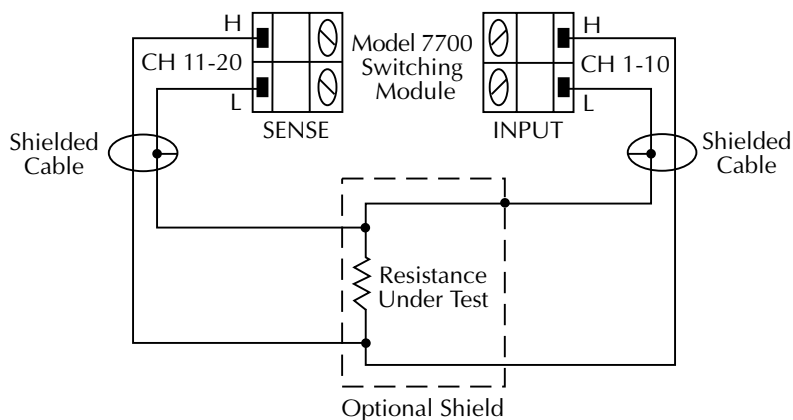 H
CH 11-20
L
SENSE
Model 7700
Switching
Module
H
CH 1-10
L
INPUT
Shielded
Cable
Shielded
Cable
Resistance
Under Test
Optional Shield